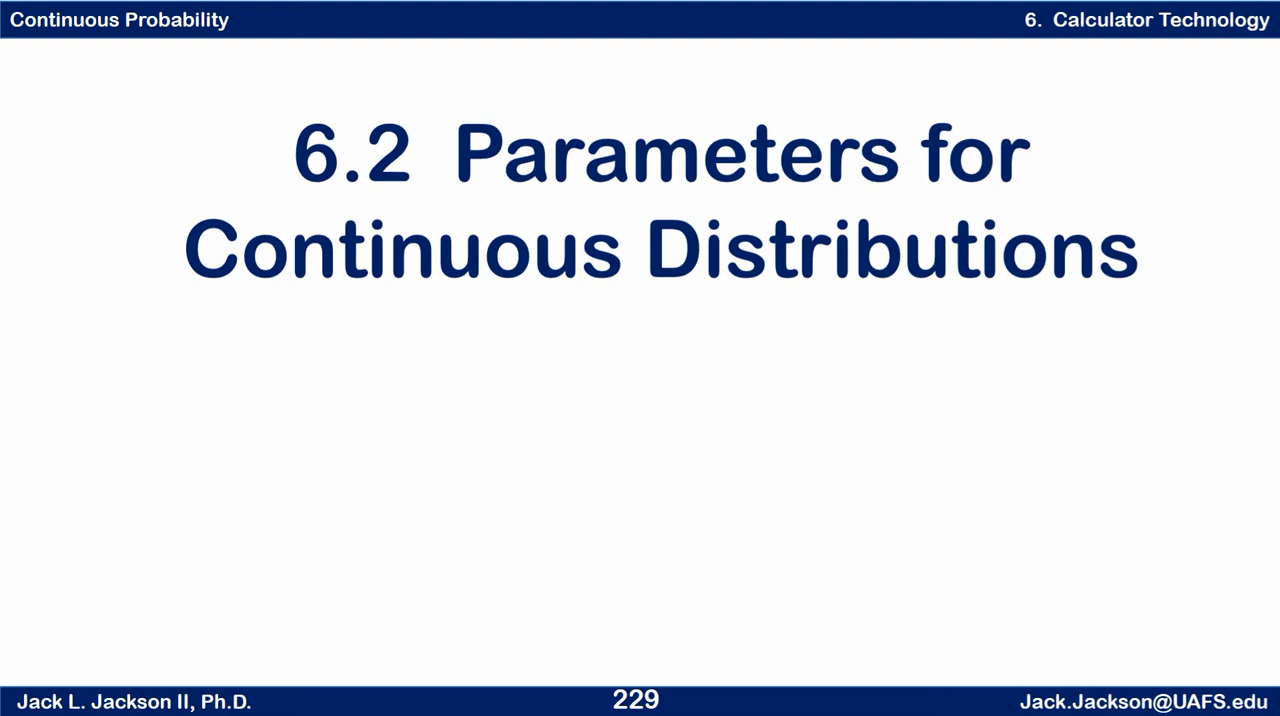 Continuous Probability
6. Calculator Technology
6.2 Parameters for
Continuous Distributions
Jack L. Jackson II, Ph.D.
229
Jack.Jackson@UAFS.edu